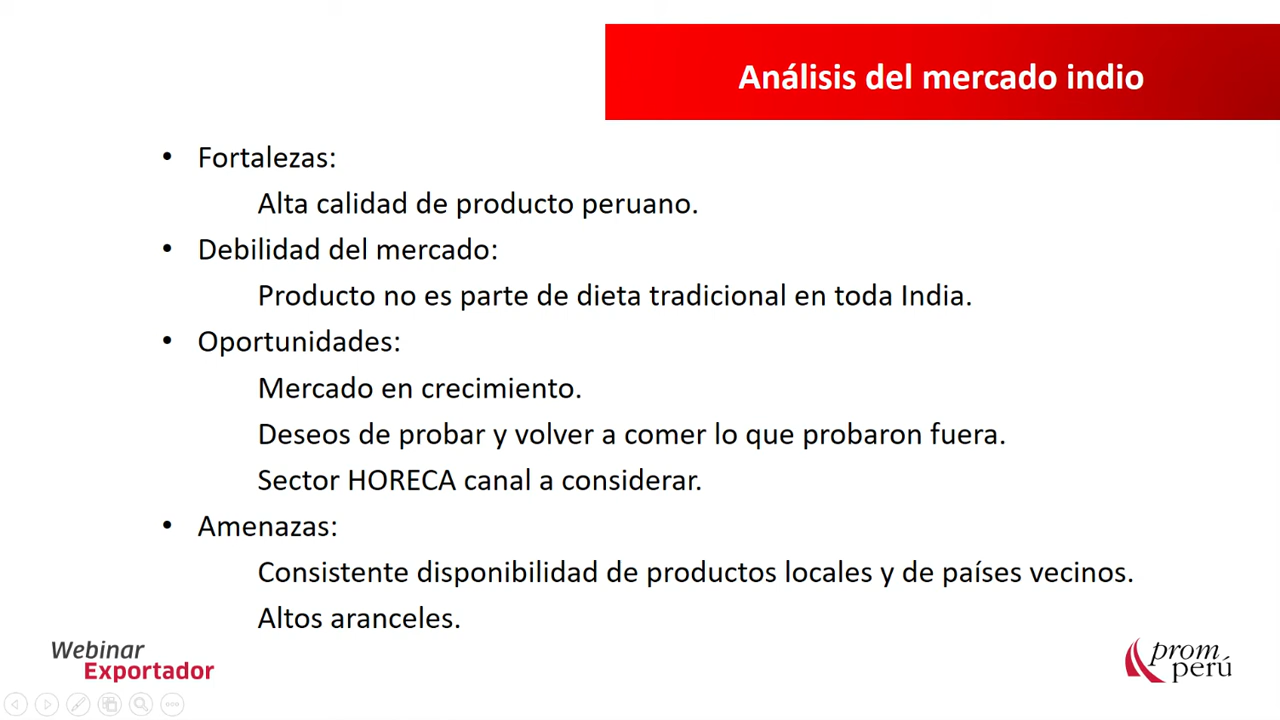 Análisis del mercado indio
• Fortalezas:
Alta calidad de producto peruano.
• Debilidad del mercado:
Producto no es parte de dieta tradicional en toda India.
• Oportunidades:
Mercado en crecimiento.
Deseos de probar y volver a comer lo que probaron fuera.
Sector HORECA canal a considerar.
• Amenazas:
Consistente disponibilidad de productos locales y de países vecinos.
Altos aranceles.
Webinar
Exportador
prom
perú